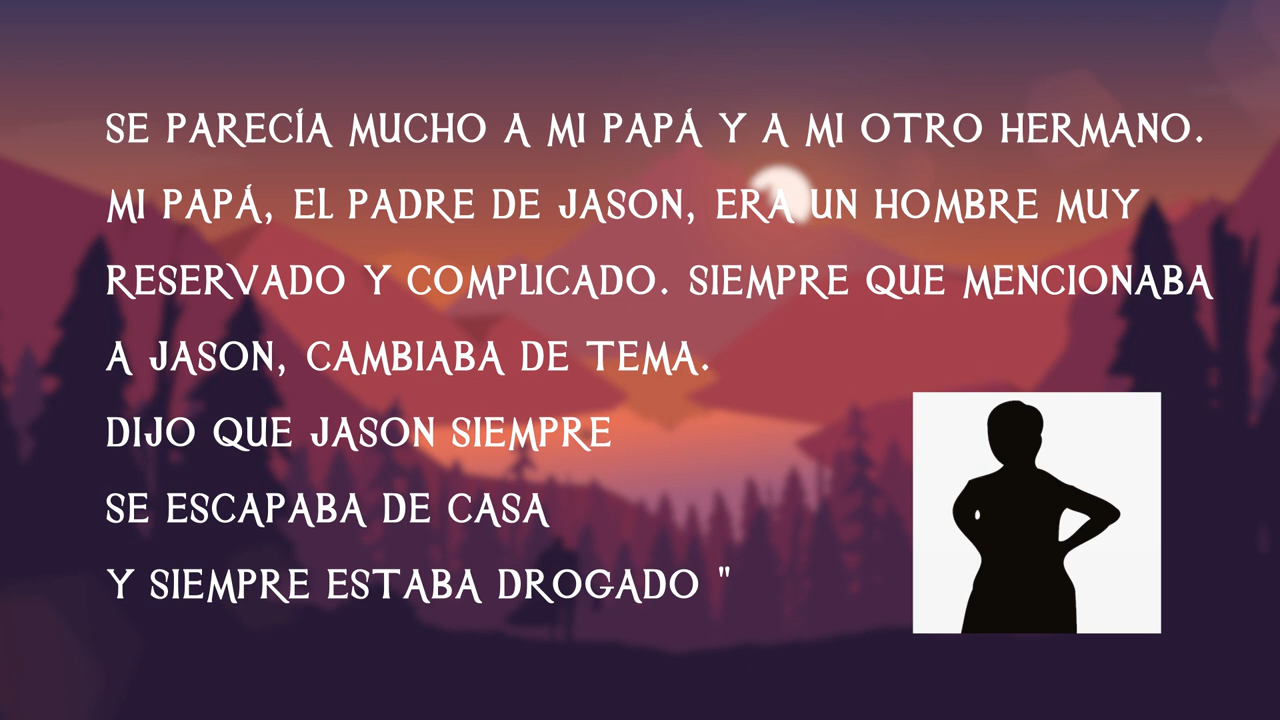 SE PARECÍA MUCHO A MI PAPÁ Y A MI OTRO HERMANO.
MI PAPÁ, El PADRE DE JASON, ERA UN HOMBRE MUY
RESERVADO Y COMPlICADO. SIEMPRE QUE MENCIONABA
A JASON, CAMBIABA DE TEMA.
DIJO QUE JASON SIEMPRE
SE ESCAPABA DE CASA
Y SIEMPRE ESTABA DROGADO "